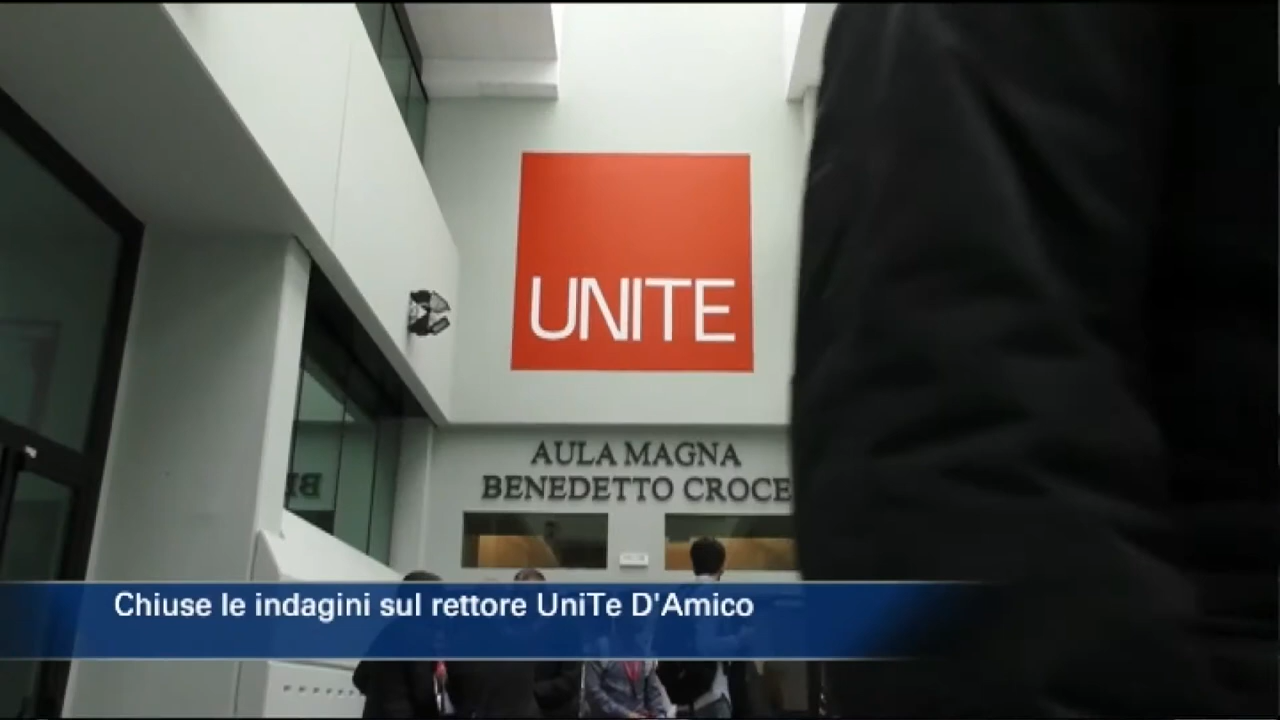 UNITE
AULA MAGNA
BENEDETTO CROCE
Chiuse le indagini sul rettore UniTe D'Amico